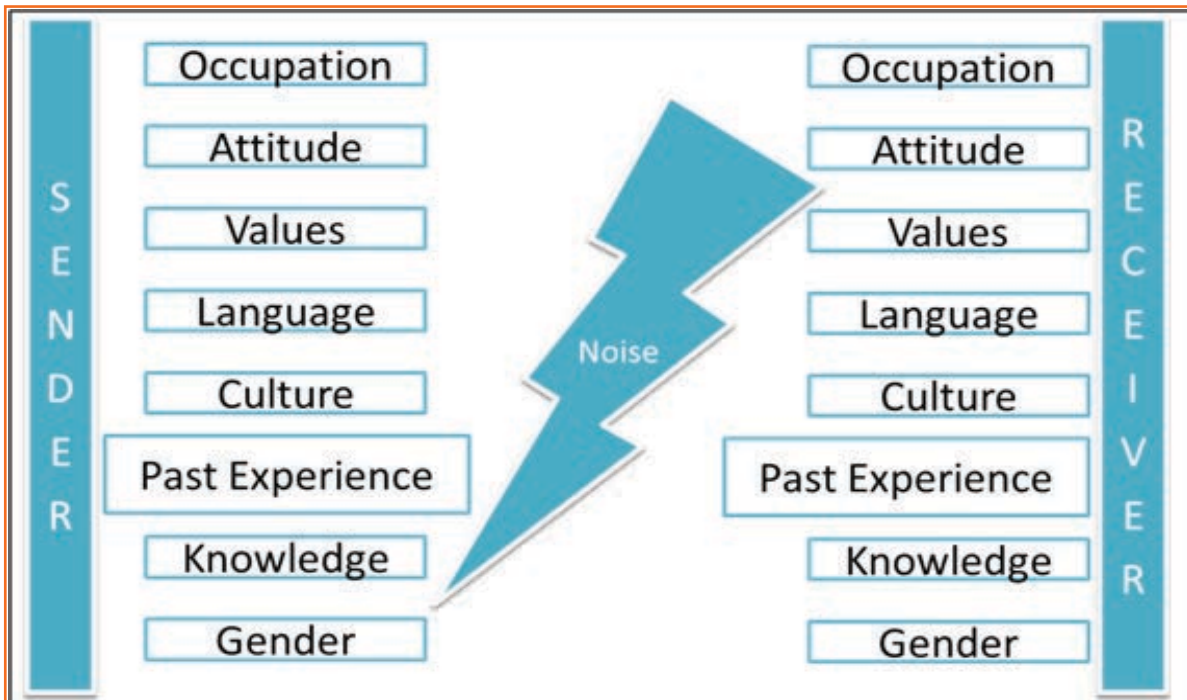 SENDER
Occupation
Attitude
Values
Language
Culture
Past Experience
Knowledge
Gender
Noise
Occupation
Attitude
Values
Language
Culture
Past Experience
Knowledge
Gender
RECEIVER